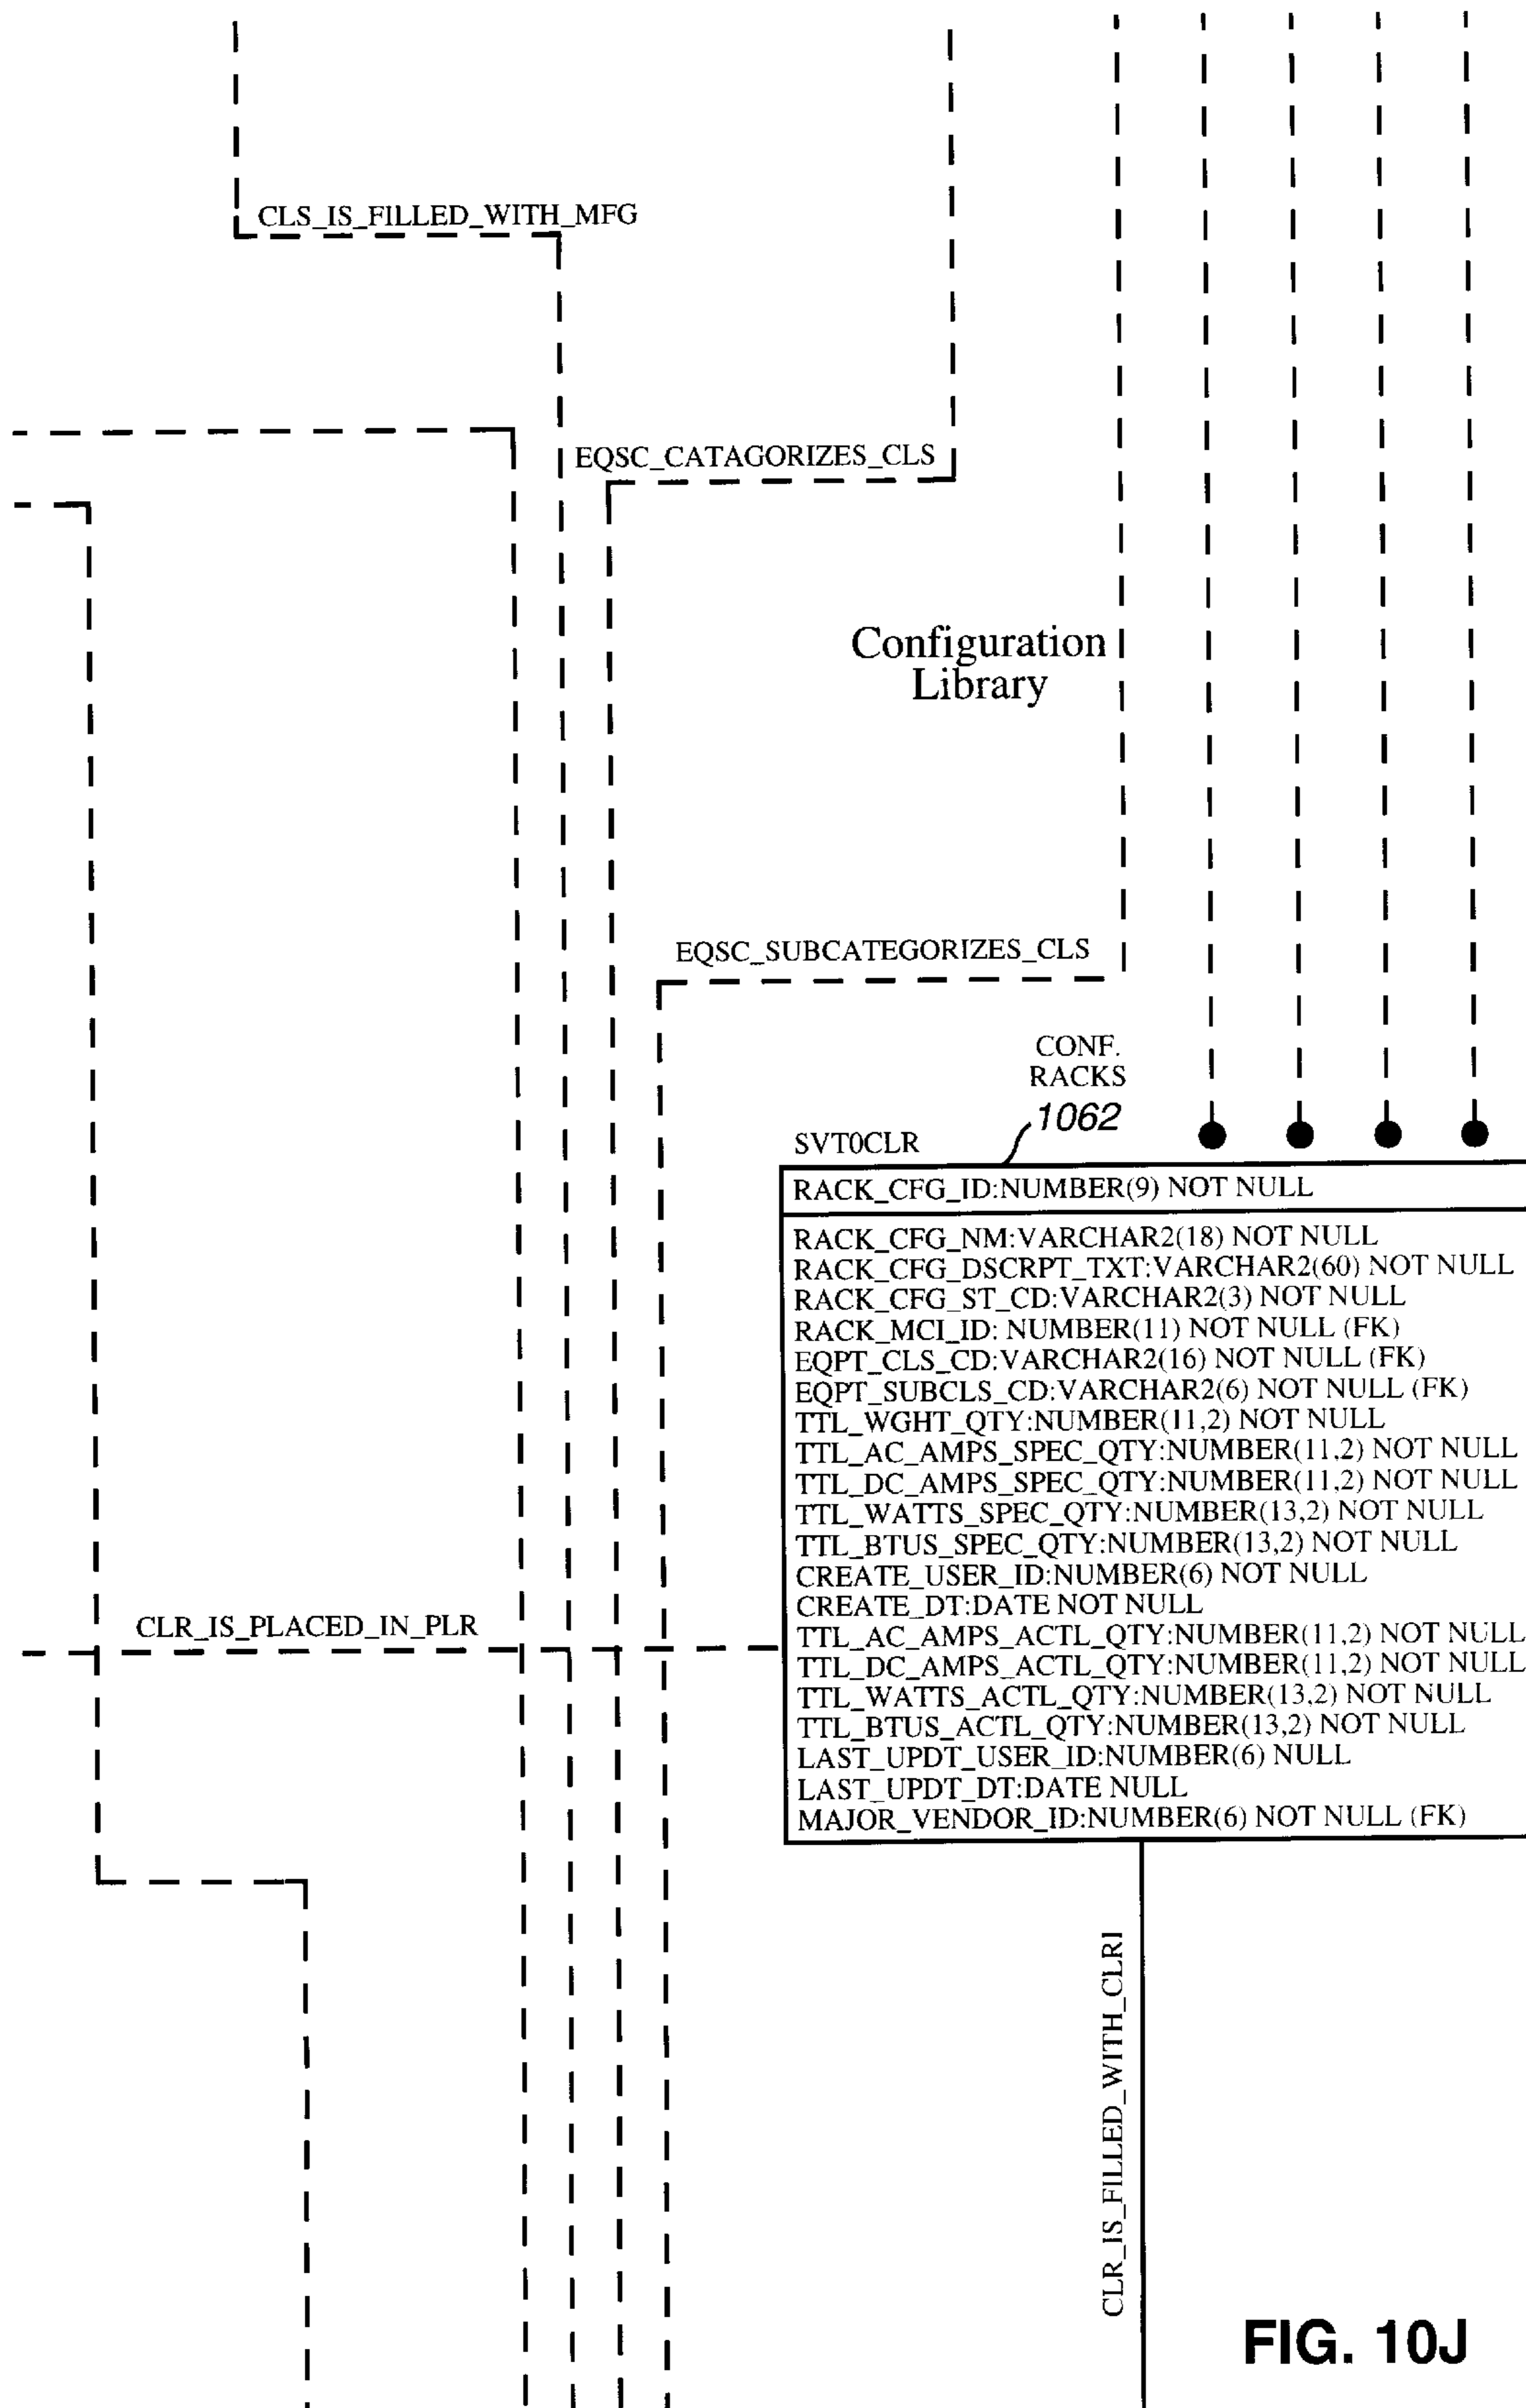 CLS_IS_FILLED_WITH_MFG
EQSC_CATAGORIZES_CLS
Configuration
Library
EQSC_SUBCATEGORIZES_CLS
CONF.
RACKS
1062
SVT0CLR
RACK_CFG_ID:NUMBER(9) NOT NULL
RACK_CFG_NM:VARCHAR2(18) NOT NULL
RACK_CFG_DSCRPT_TXT:VARCHAR2(60) NOT NULL
RACK_CFG_ST_CD:VARCHAR2(3) NOT NULL
RACK_MCI_ID: NUMBER(11) NOT NULL (FK)
EQPT_CLS_CD:VARCHAR2(16) NOT NULL (FK)
EQPT_SUBCLS_CD:VARCHAR2(6) NOT NULL (FK)
TTL_WGHT_QTY:NUMBER(11,2) NOT NULL
TTL_AC_AMPS_SPEC_QTY:NUMBER(11,2) NOT NULL
TTL_DC_AMPS_SPEC_QTY:NUMBER(11,2) NOT NULL
TTL_WATTS_SPEC_QTY:NUMBER(13,2) NOT NULL
TTL_BTUS_SPEC_QTY:NUMBER(13,2) NOT NULL
CREATE_USER_ID:NUMBER(6) NOT NULL
CREATE_DT:DATE NOT NULL
TTL_AC_AMPS_ACTL_QTY:NUMBER(11,2) NOT NULL
TTL_DC_AMPS_ACTL_QTY:NUMBER(11,2) NOT NULL
TTL_WATTS_ACTL_QTY:NUMBER(13,2) NOT NULL
TTL_BTUS_ACTL_QTY:NUMBER(13,2) NOT NULL
LAST_UPDT_USER_ID:NUMBER(6) NULL
LAST_UPDT_DT:DATE NULL
MAJOR_VENDOR_ID:NUMBER(6) NOT NULL (FK)
CLR_IS_PLACED_IN_PLR
CLR_IS_FILLED_WITH_CLRI
FIG. 10J